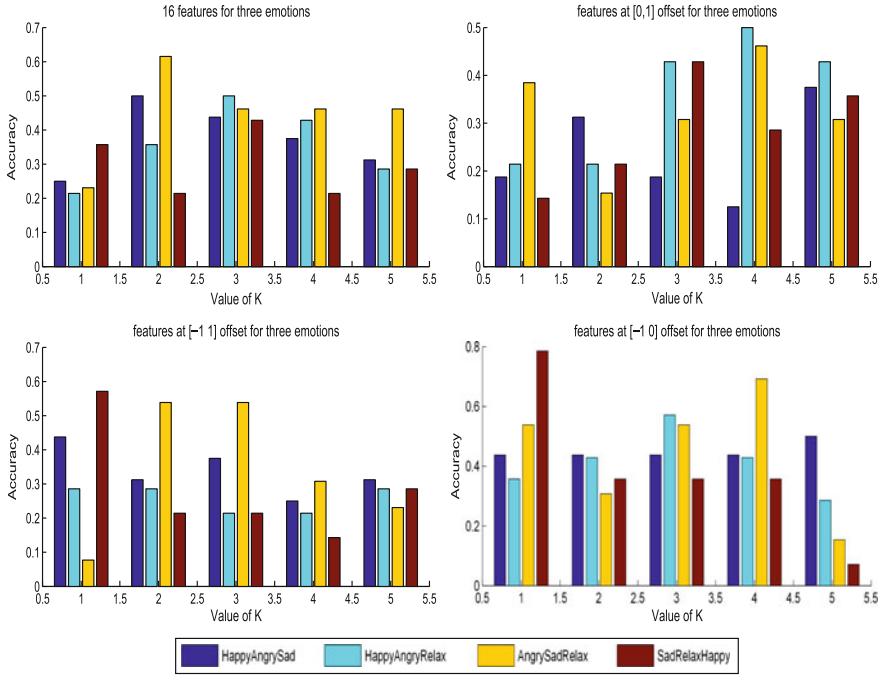 16 features for three emotions
Accuracy
0.7
0.6
0.5
0.4
0.3
0.2
0.1
0
0.5 1 1.5 2 2.5 3 3.5 4 4.5 5 5.5
Value of K
features at [0,1] offset for three emotions
Accuracy
0.5
0.4
0.3
0.2
0.1
0
0.5 1 1.5 2 2.5 3 3.5 4 4.5 5 5.5
Value of K
features at [−1 1] offset for three emotions
Accuracy
0.7
0.6
0.5
0.4
0.3
0.2
0.1
0
0.5 1 1.5 2 2.5 3 3.5 4 4.5 5 5.5
Value of K
features at [−1 0] offset for three emotions
Accuracy
0.8
0.6
0.4
0.2
0
0.5 1 1.5 2 2.5 3 3.5 4 4.5 5 5.5
Value of K
HappyAngrySad HappyAngryRelax AngrySadRelax SadRelaxHappy